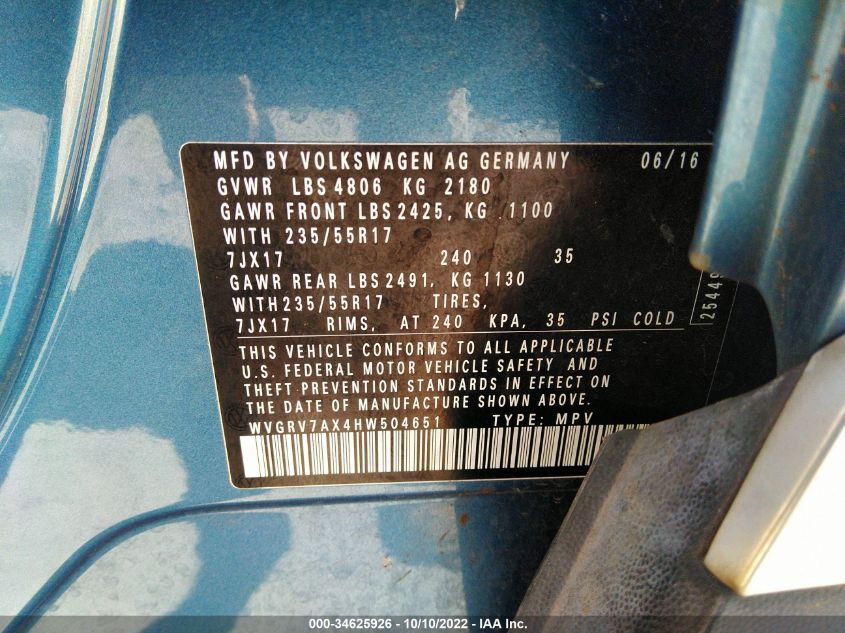 MFD BY VOLKSWAGEN AG GERMANY 06/16
GVWR LBS 4806 KG 2180
GAWR FRONT LBS 2425, KG 1100
WITH 235/55R17
7JX17 240 35
GAWR REAR LBS 2491, KG 1130
WITH 235/55R17 TIRES,
7JX17 RIMS, AT 240 KPA, 35 PSI COLD
THIS VEHICLE CONFORMS TO ALL APPLICABLE
U.S. FEDERAL MOTOR VEHICLE SAFETY AND
THEFT PREVENTION STANDARDS IN EFFECT ON
THE DATE OF MANUFACTURE SHOWN ABOVE.
WVGRV7AX4HW504651 TYPE: MPV
000-34625926 - 10/10/2022 - IAA Inc.